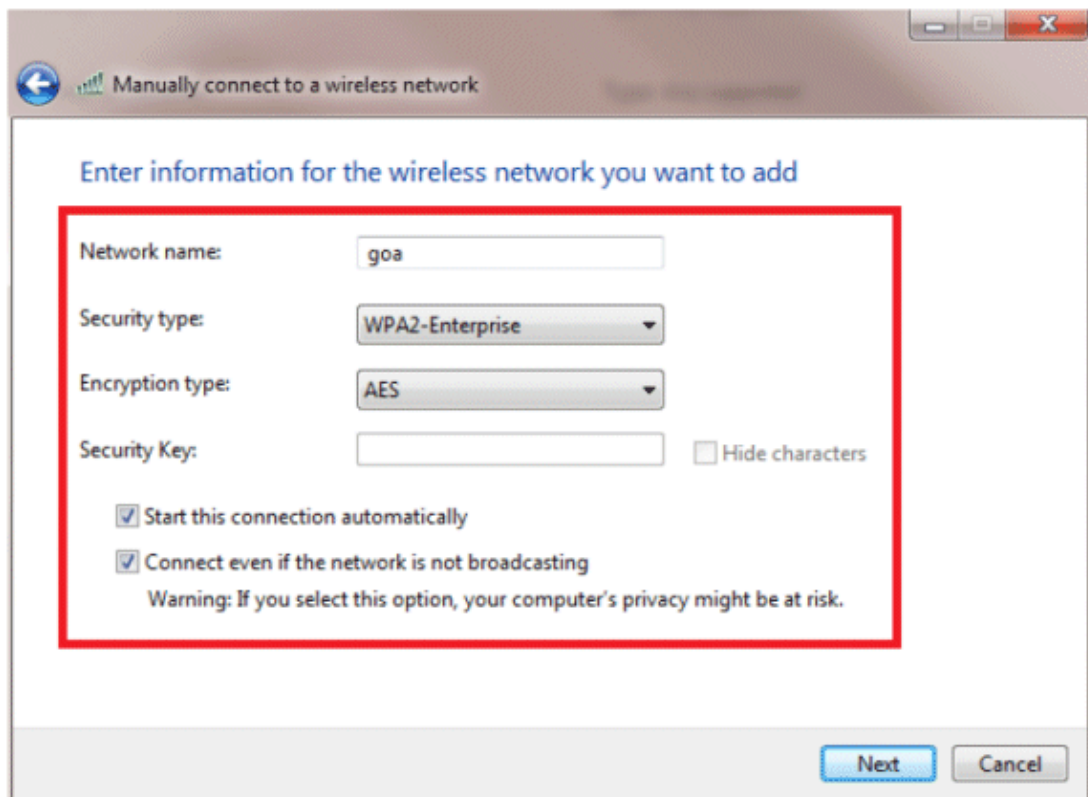 Manually connect to a wireless network
Enter information for the wireless network you want to add
Network name: goa
Security type: WPA2-Enterprise
Encryption type: AES
Security Key: Hide characters
Start this connection automatically
Connect even if the network is not broadcasting
Warning: If you select this option, your computer's privacy might be at risk.
Next Cancel